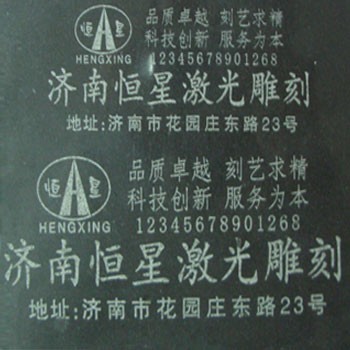 品质卓越 刻艺求精
恒 星
科技创新 服务为本
HENGXING
12345678901268
济南恒星激光雕刻
地址:济南市花园庄东路23号
品质卓越 刻艺求精
恒 星
科技创新 服务为本
HENGXING
12345678901268
济南恒星激光雕刻
地址:济南市花园庄东路23号